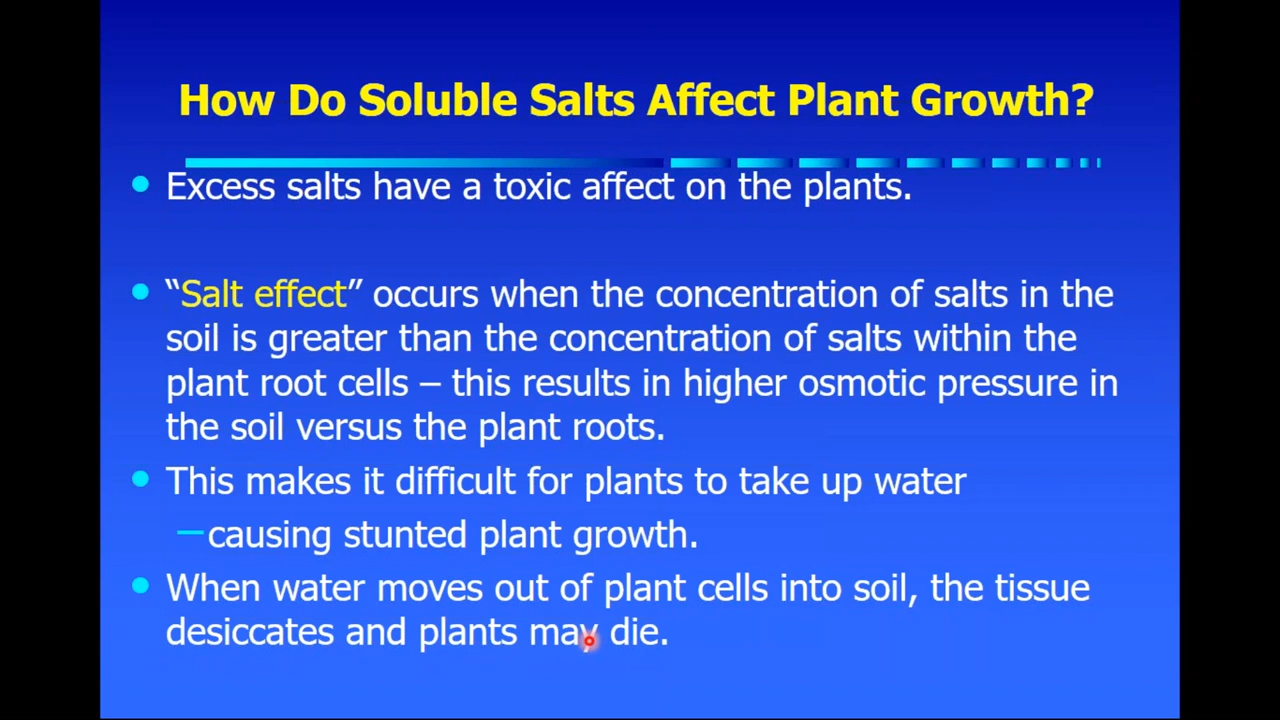 How Do Soluble Salts Affect Plant Growth?
Excess salts have a toxic affect on the plants.
“Salt effect” occurs when the concentration of salts in the
soil is greater than the concentration of salts within the
plant root cells – this results in higher osmotic pressure in
the soil versus the plant roots.
This makes it difficult for plants to take up water
—causing stunted plant growth.
When water moves out of plant cells into soil, the tissue
desiccates and plants may die.